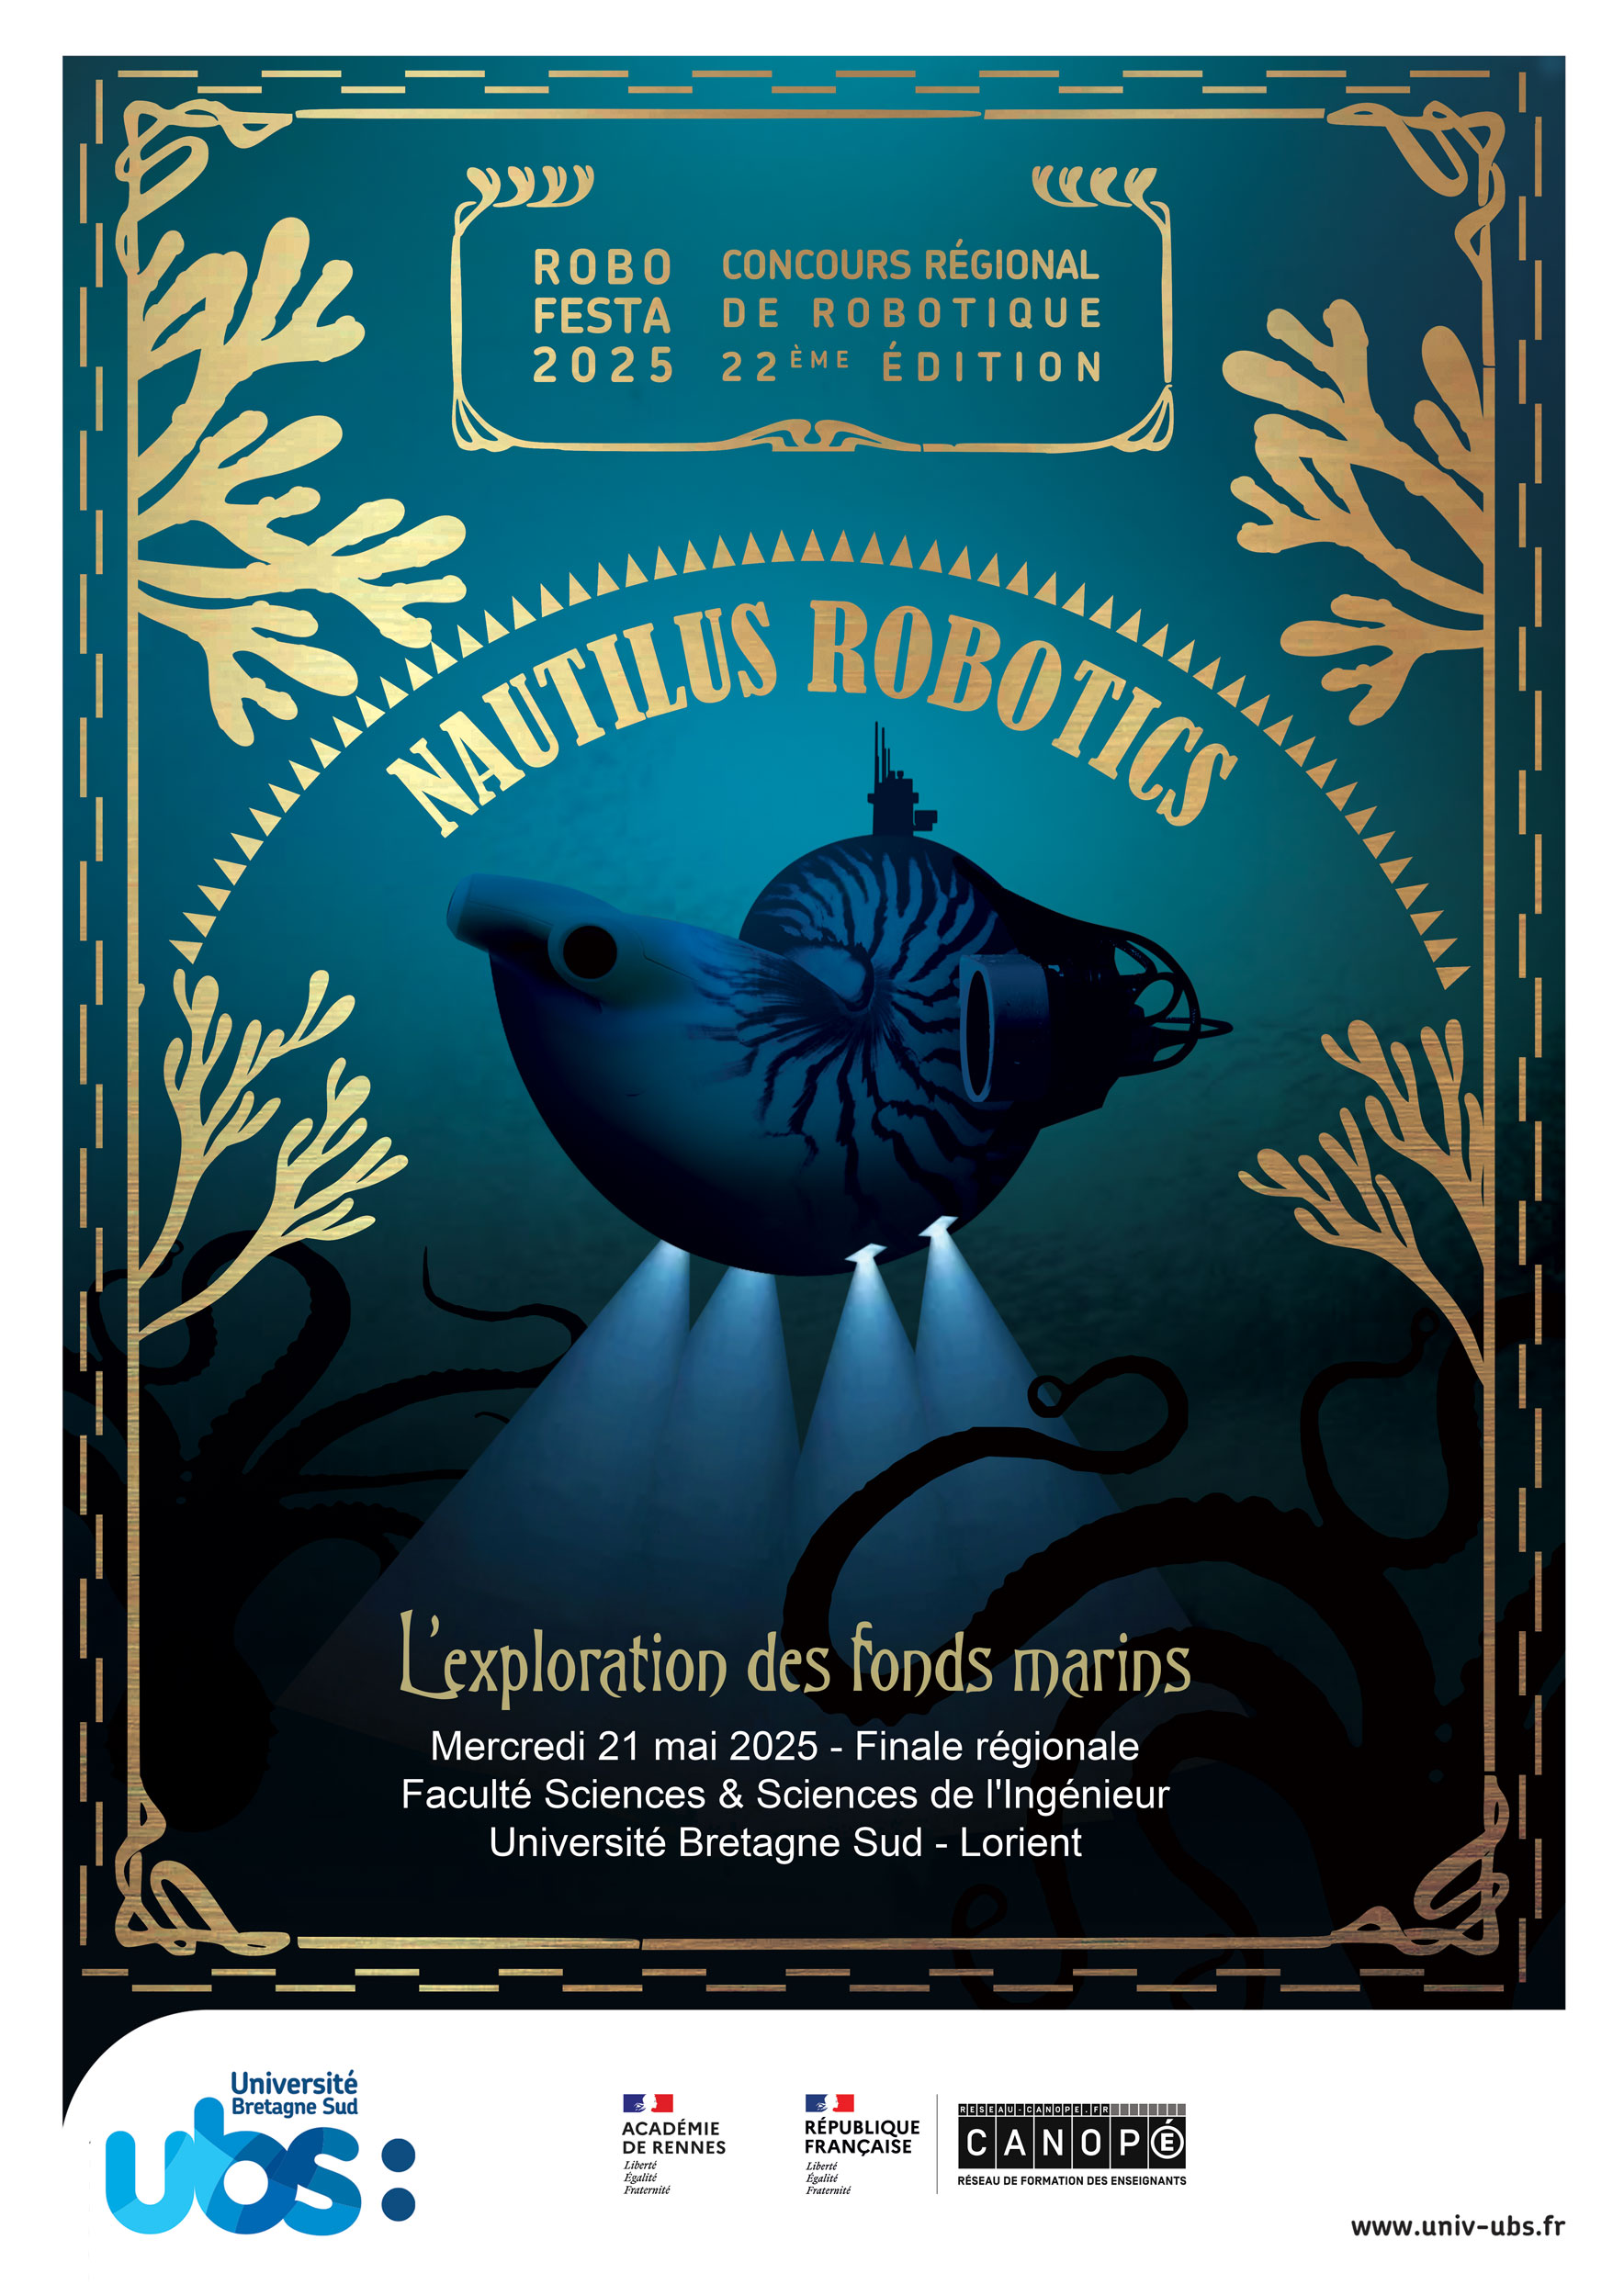 ROBO
FESTA
2025
CONCOURS RÉGIONAL
DE ROBOTIQUE
22ÈME ÉDITION
NAUTILUS ROBOTICS
L'exploration des fonds marins
Mercredi 21 mai 2025 - Finale régionale
Faculté Sciences & Sciences de l'Ingénieur
Université Bretagne Sud - Lorient
Université
Bretagne Sud
ubs:
ACADÉMIE
DE RENNES
Liberté
Égalité
Fraternité
RÉPUBLIQUE
FRANÇAISE
Liberté
Égalité
Fraternité
RESEAU-CANOPE.FR
CANOPÉ
RÉSEAU DE FORMATION DES ENSEIGNANTS
www.univ-ubs.fr